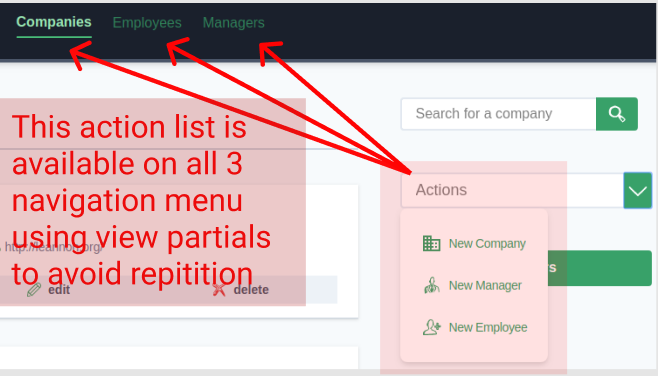 Companies Employees Managers
This action list is
available on all 3
navigation menu
using view partials
to avoid repitition
http://leannon.org/
edit delete
Search for a company
Actions
New Company
New Manager
New Employee